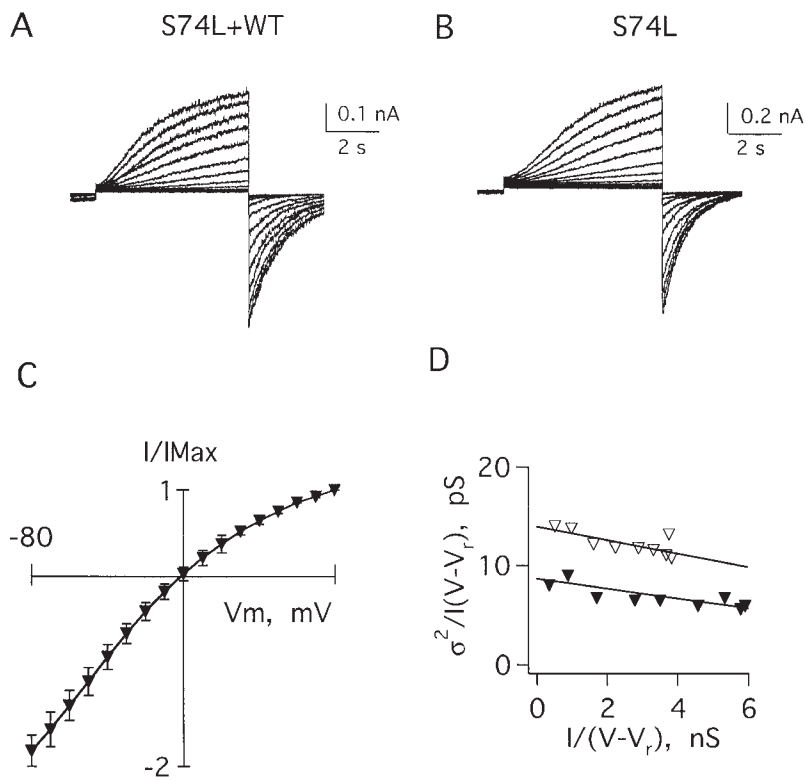 A
S74L+WT
0.1 nA
2 s
B
S74L
0.2 nA
2 s
C
I/IMax
1
-80
Vm, mV
-2
D
σ²/I(V-Vr), pS
20
10
0
0 2 4 6
I/(V-Vr), nS